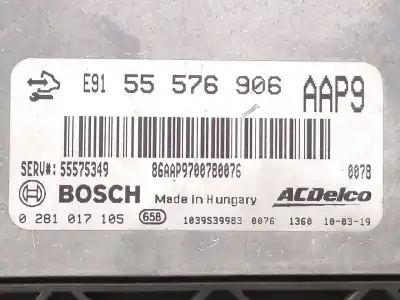 E91 55 576 906 AAP9
SERV#: 55575349 86AAP9700780076 0078
BOSCH Made in Hungary ACDelco
0 281 017 105 658 1039S39983 0076 1360 10-03-19